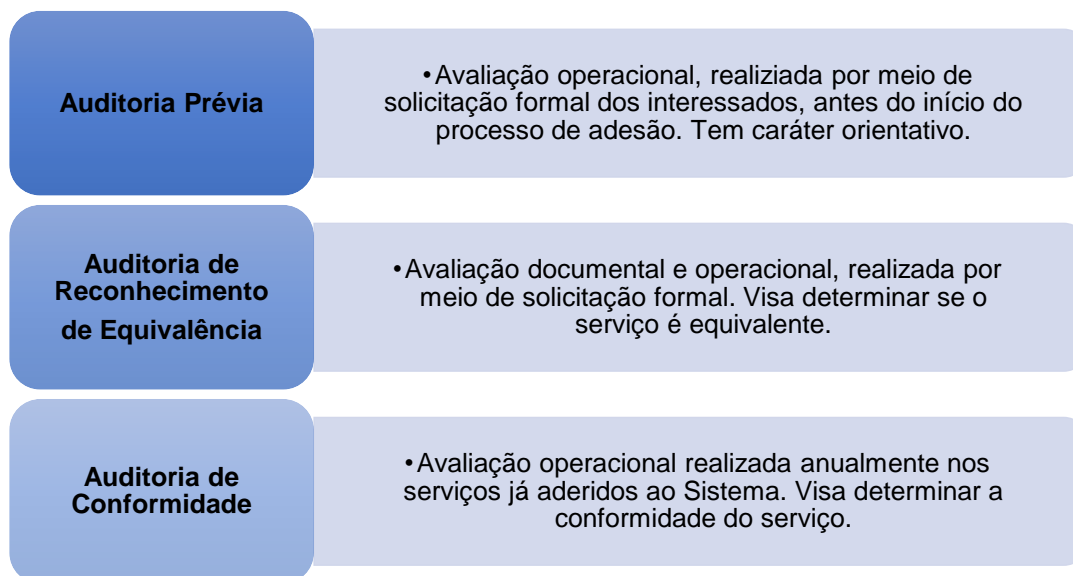 Auditoria Prévia
•Avaliação operacional, realiziada por meio de
solicitação formal dos interessados, antes do início do
processo de adesão. Tem caráter orientativo.
Auditoria de
Reconhecimento
de Equivalência
•Avaliação documental e operacional, realizada por
meio de solicitação formal. Visa determinar se o
serviço é equivalente.
Auditoria de
Conformidade
•Avaliação operacional realizada anualmente nos
serviços já aderidos ao Sistema. Visa determinar a
conformidade do serviço.